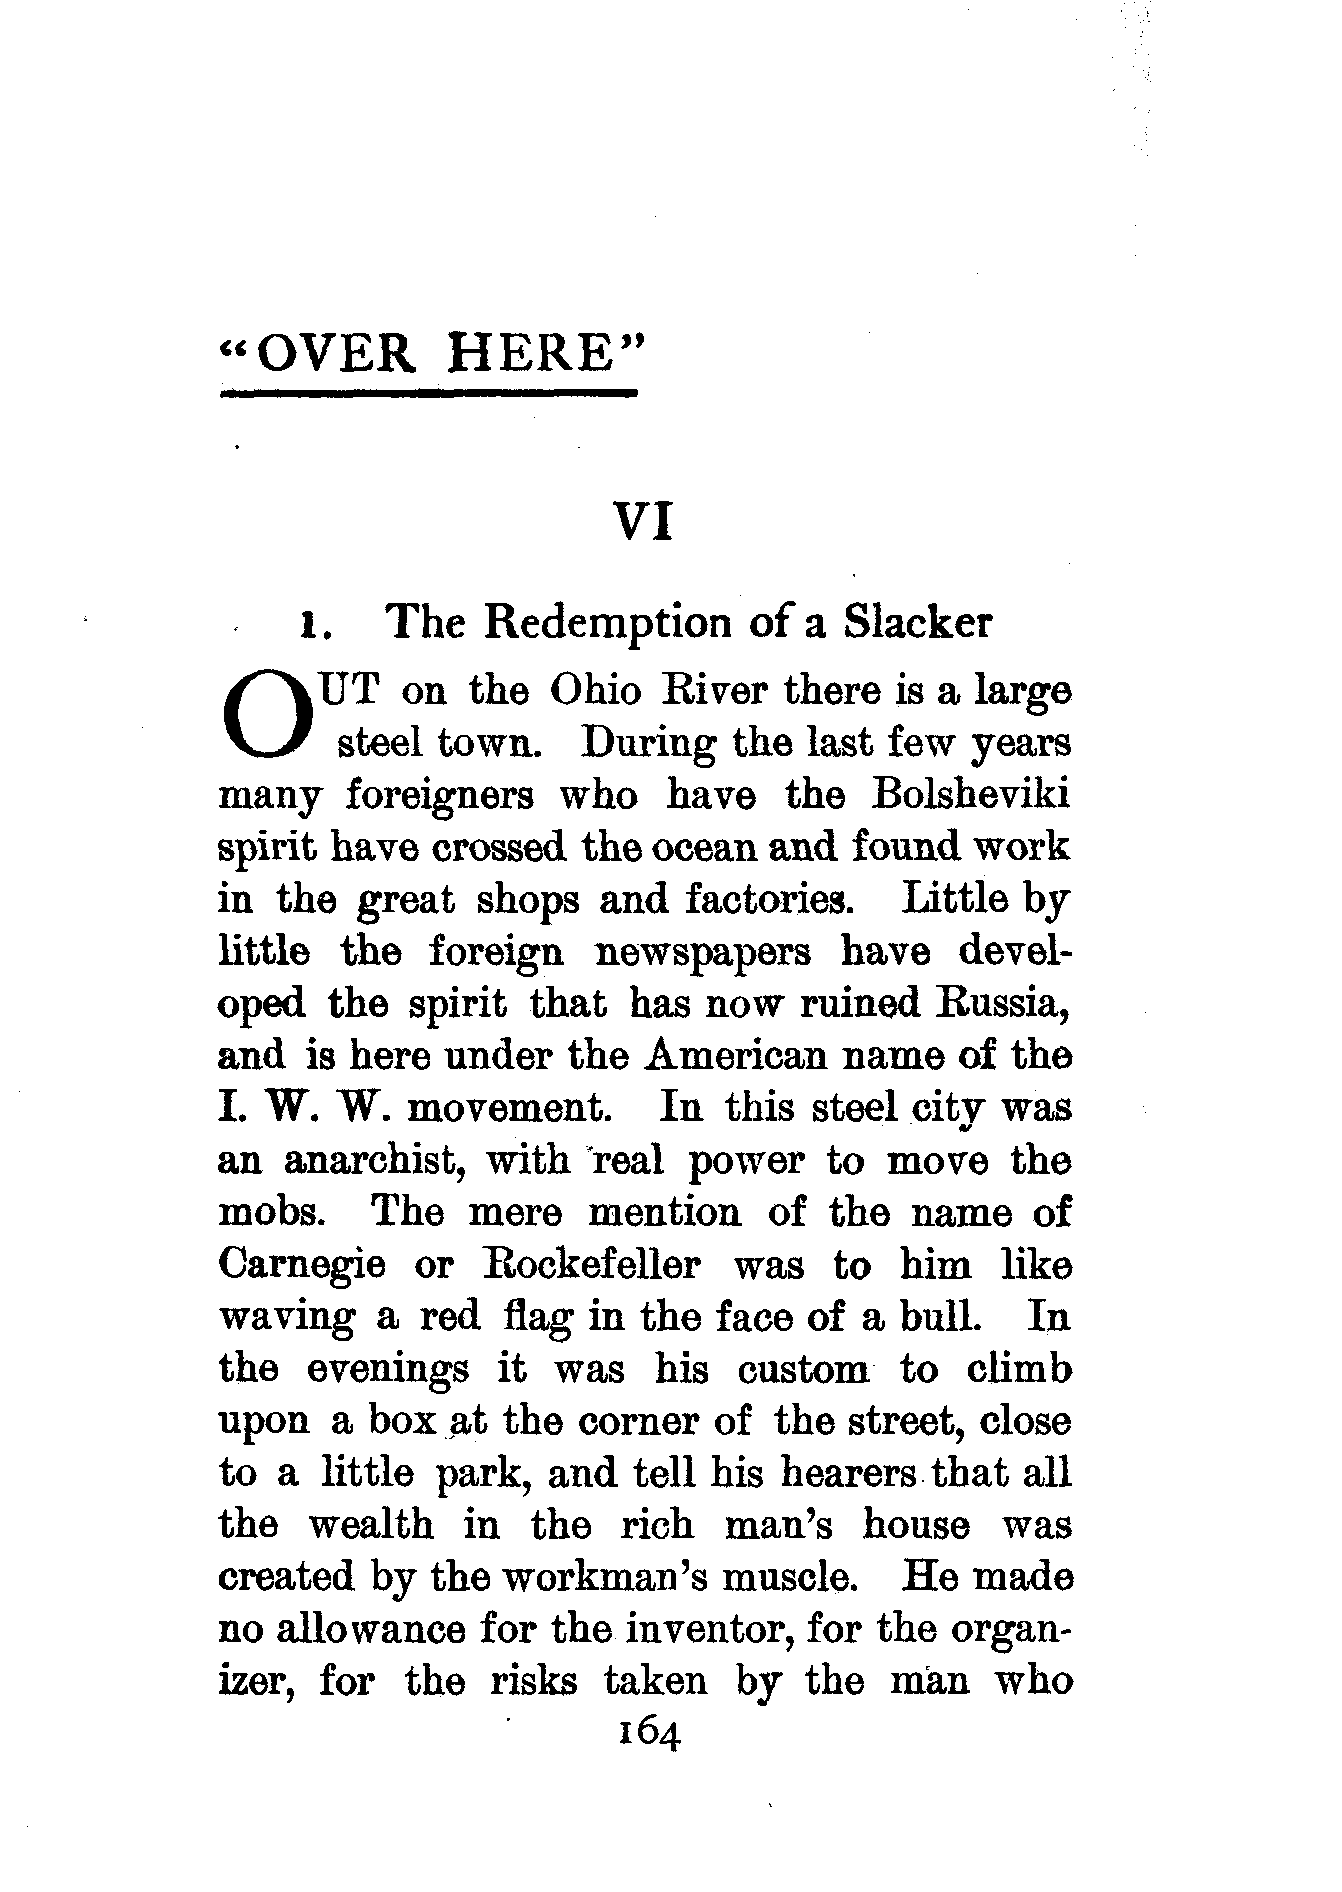 “OVER HERE”
VI
1. The Redemption of a Slacker
OUT on the Ohio River there is a large
steel town. During the last few years
many foreigners who have the Bolsheviki
spirit have crossed the ocean and found work
in the great shops and factories. Little by
little the foreign newspapers have devel-
oped the spirit that has now ruined Russia,
and is here under the American name of the
I. W. W. movement. In this steel city was
an anarchist, with real power to move the
mobs. The mere mention of the name of
Carnegie or Rockefeller was to him like
waving a red flag in the face of a bull. In
the evenings it was his custom to climb
upon a box at the corner of the street, close
to a little park, and tell his hearers that all
the wealth in the rich man’s house was
created by the workman’s muscle. He made
no allowance for the inventor, for the organ-
izer, for the risks taken by the man who
164